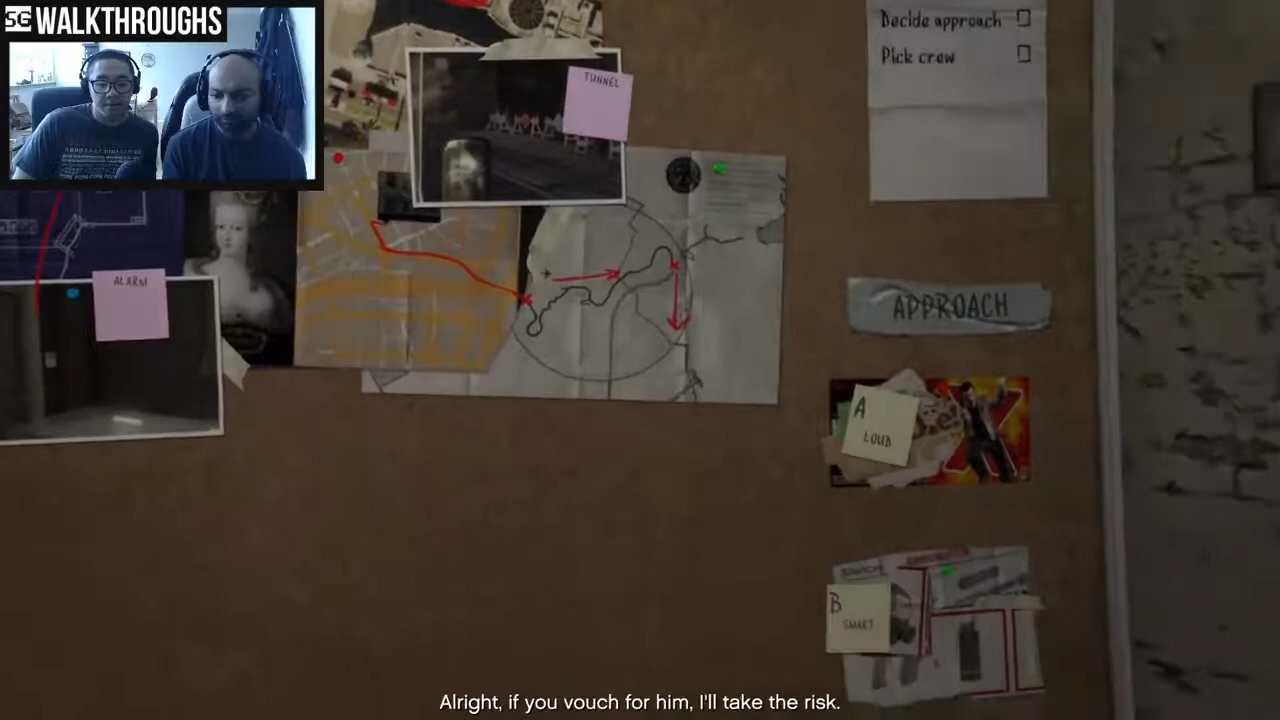 SG WALKTHROUGHS
Decide approach
Pick crew
TUNNEL
ALARM
APPROACH
A
LOUD
B
SMART
Alright, if you vouch for him, I'll take the risk.